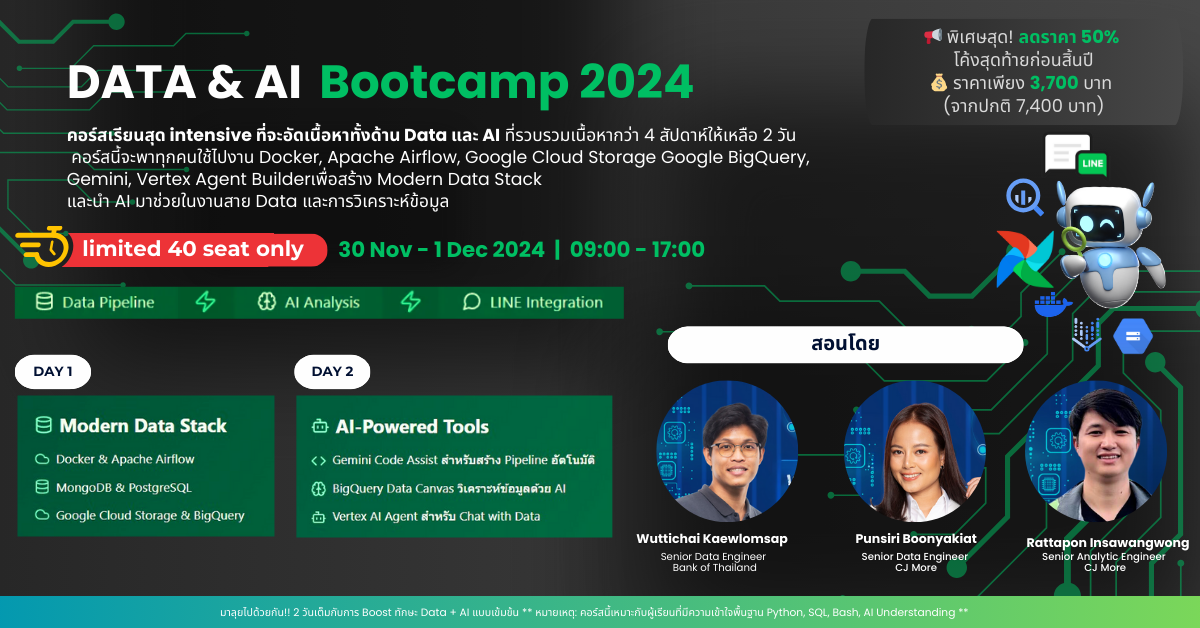 DATA & AI Bootcamp 2024
📢 พิเศษสุด! ลดราคา 50%
โค้งสุดท้ายก่อนสิ้นปี
💰 ราคาเพียง 3,700 บาท
(จากปกติ 7,400 บาท)
คอร์สเรียนสุด intensive ที่จะอัดเนื้อหาทั้งด้าน Data และ AI ที่รวบรวมเนื้อหากว่า 4 สัปดาห์ให้เหลือ 2 วัน
คอร์สนี้จะพาทุกคนใช้ไปงาน Docker, Apache Airflow, Google Cloud Storage Google BigQuery,
Gemini, Vertex Agent Builderเพื่อสร้าง Modern Data Stack
และนำ AI มาช่วยในงานสาย Data และการวิเคราะห์ข้อมูล
LINE
limited 40 seat only
30 Nov - 1 Dec 2024 | 09:00 - 17:00
Data Pipeline AI Analysis LINE Integration
DAY 1
Modern Data Stack
Docker & Apache Airflow
MongoDB & PostgreSQL
Google Cloud Storage & BigQuery
DAY 2
AI-Powered Tools
Gemini Code Assist สำหรับสร้าง Pipeline อัตโนมัติ
BigQuery Data Canvas วิเคราะห์ข้อมูลด้วย AI
Vertex AI Agent สำหรับ Chat with Data
สอนโดย
Wuttichai Kaewlomsap
Senior Data Engineer
Bank of Thailand
Punsiri Boonyakiat
Senior Data Engineer
CJ More
Rattapon Insawangwong
Senior Analytic Engineer
CJ More
มาลุยไปด้วยกัน!! 2 วันเต็มกับการ Boost ทักษะ Data + AI แบบเข้มข้น ** หมายเหตุ: คอร์สนี้เหมาะกับผู้เรียนที่มีความเข้าใจพื้นฐาน Python, SQL, Bash, AI Understanding **